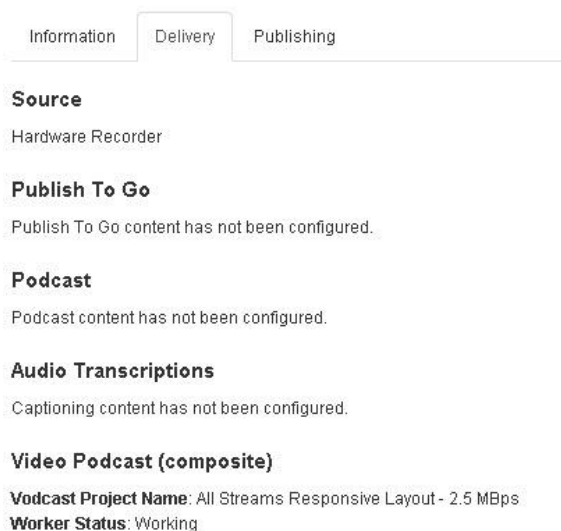 Information Delivery Publishing
Source
Hardware Recorder
Publish To Go
Publish To Go content has not been configured.
Podcast
Podcast content has not been configured.
Audio Transcriptions
Captioning content has not been configured.
Video Podcast (composite)
Vodcast Project Name: All Streams Responsive Layout - 2.5 MBps
Worker Status: Working